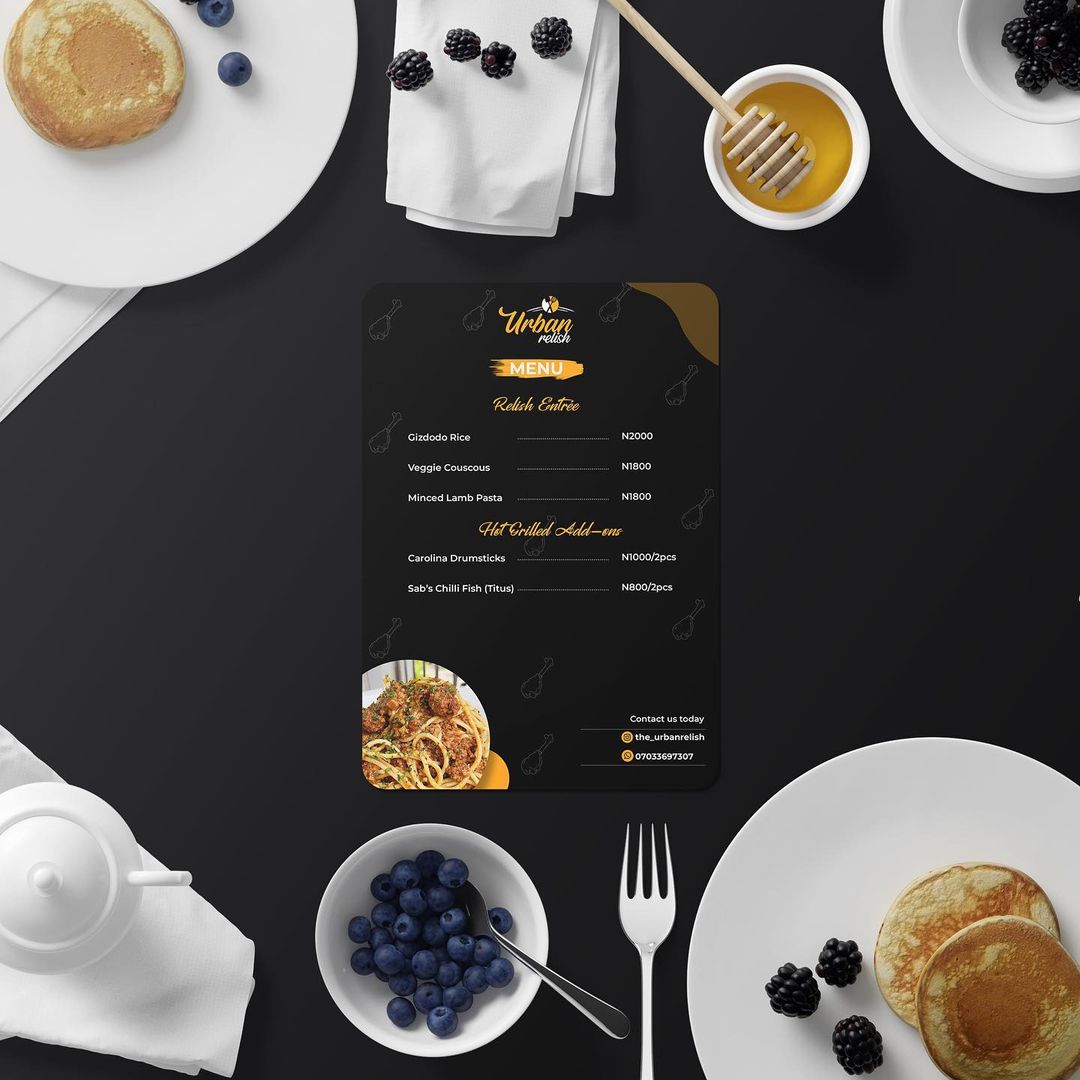 Urban
relish
MENU
Relish Entrée
Gizdodo Rice ........ N2000
Veggie Couscous ........ N1800
Minced Lamb Pasta ........ N1800
Hot Grilled Add-ons
Carolina Drumsticks ........ N1000/2pcs
Sab's Chilli Fish (Titus) ........ N800/2pcs
Contact us today
the_urbanrelish
07033697307